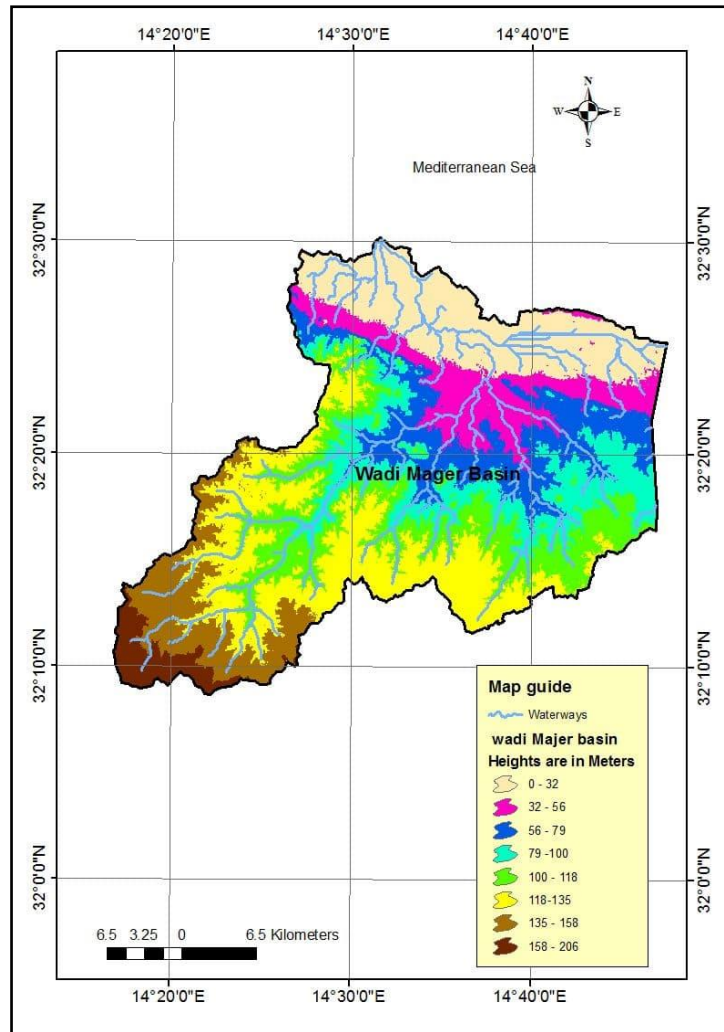 14°20'0"E 14°30'0"E 14°40'0"E
N
W E
S
Mediterranean Sea
32°30'0"N 32°30'0"N
32°20'0"N 32°20'0"N
Wadi Mager Basin
32°10'0"N 32°10'0"N
Map guide
Waterways
wadi Majer basin
Heights are in Meters
0 - 32
32 - 56
56 - 79
79 -100
100 - 118
118-135
135 - 158
158 - 206
32°0'0"N 32°0'0"N
6.5 3.25 0 6.5 Kilometers
14°20'0"E 14°30'0"E 14°40'0"E